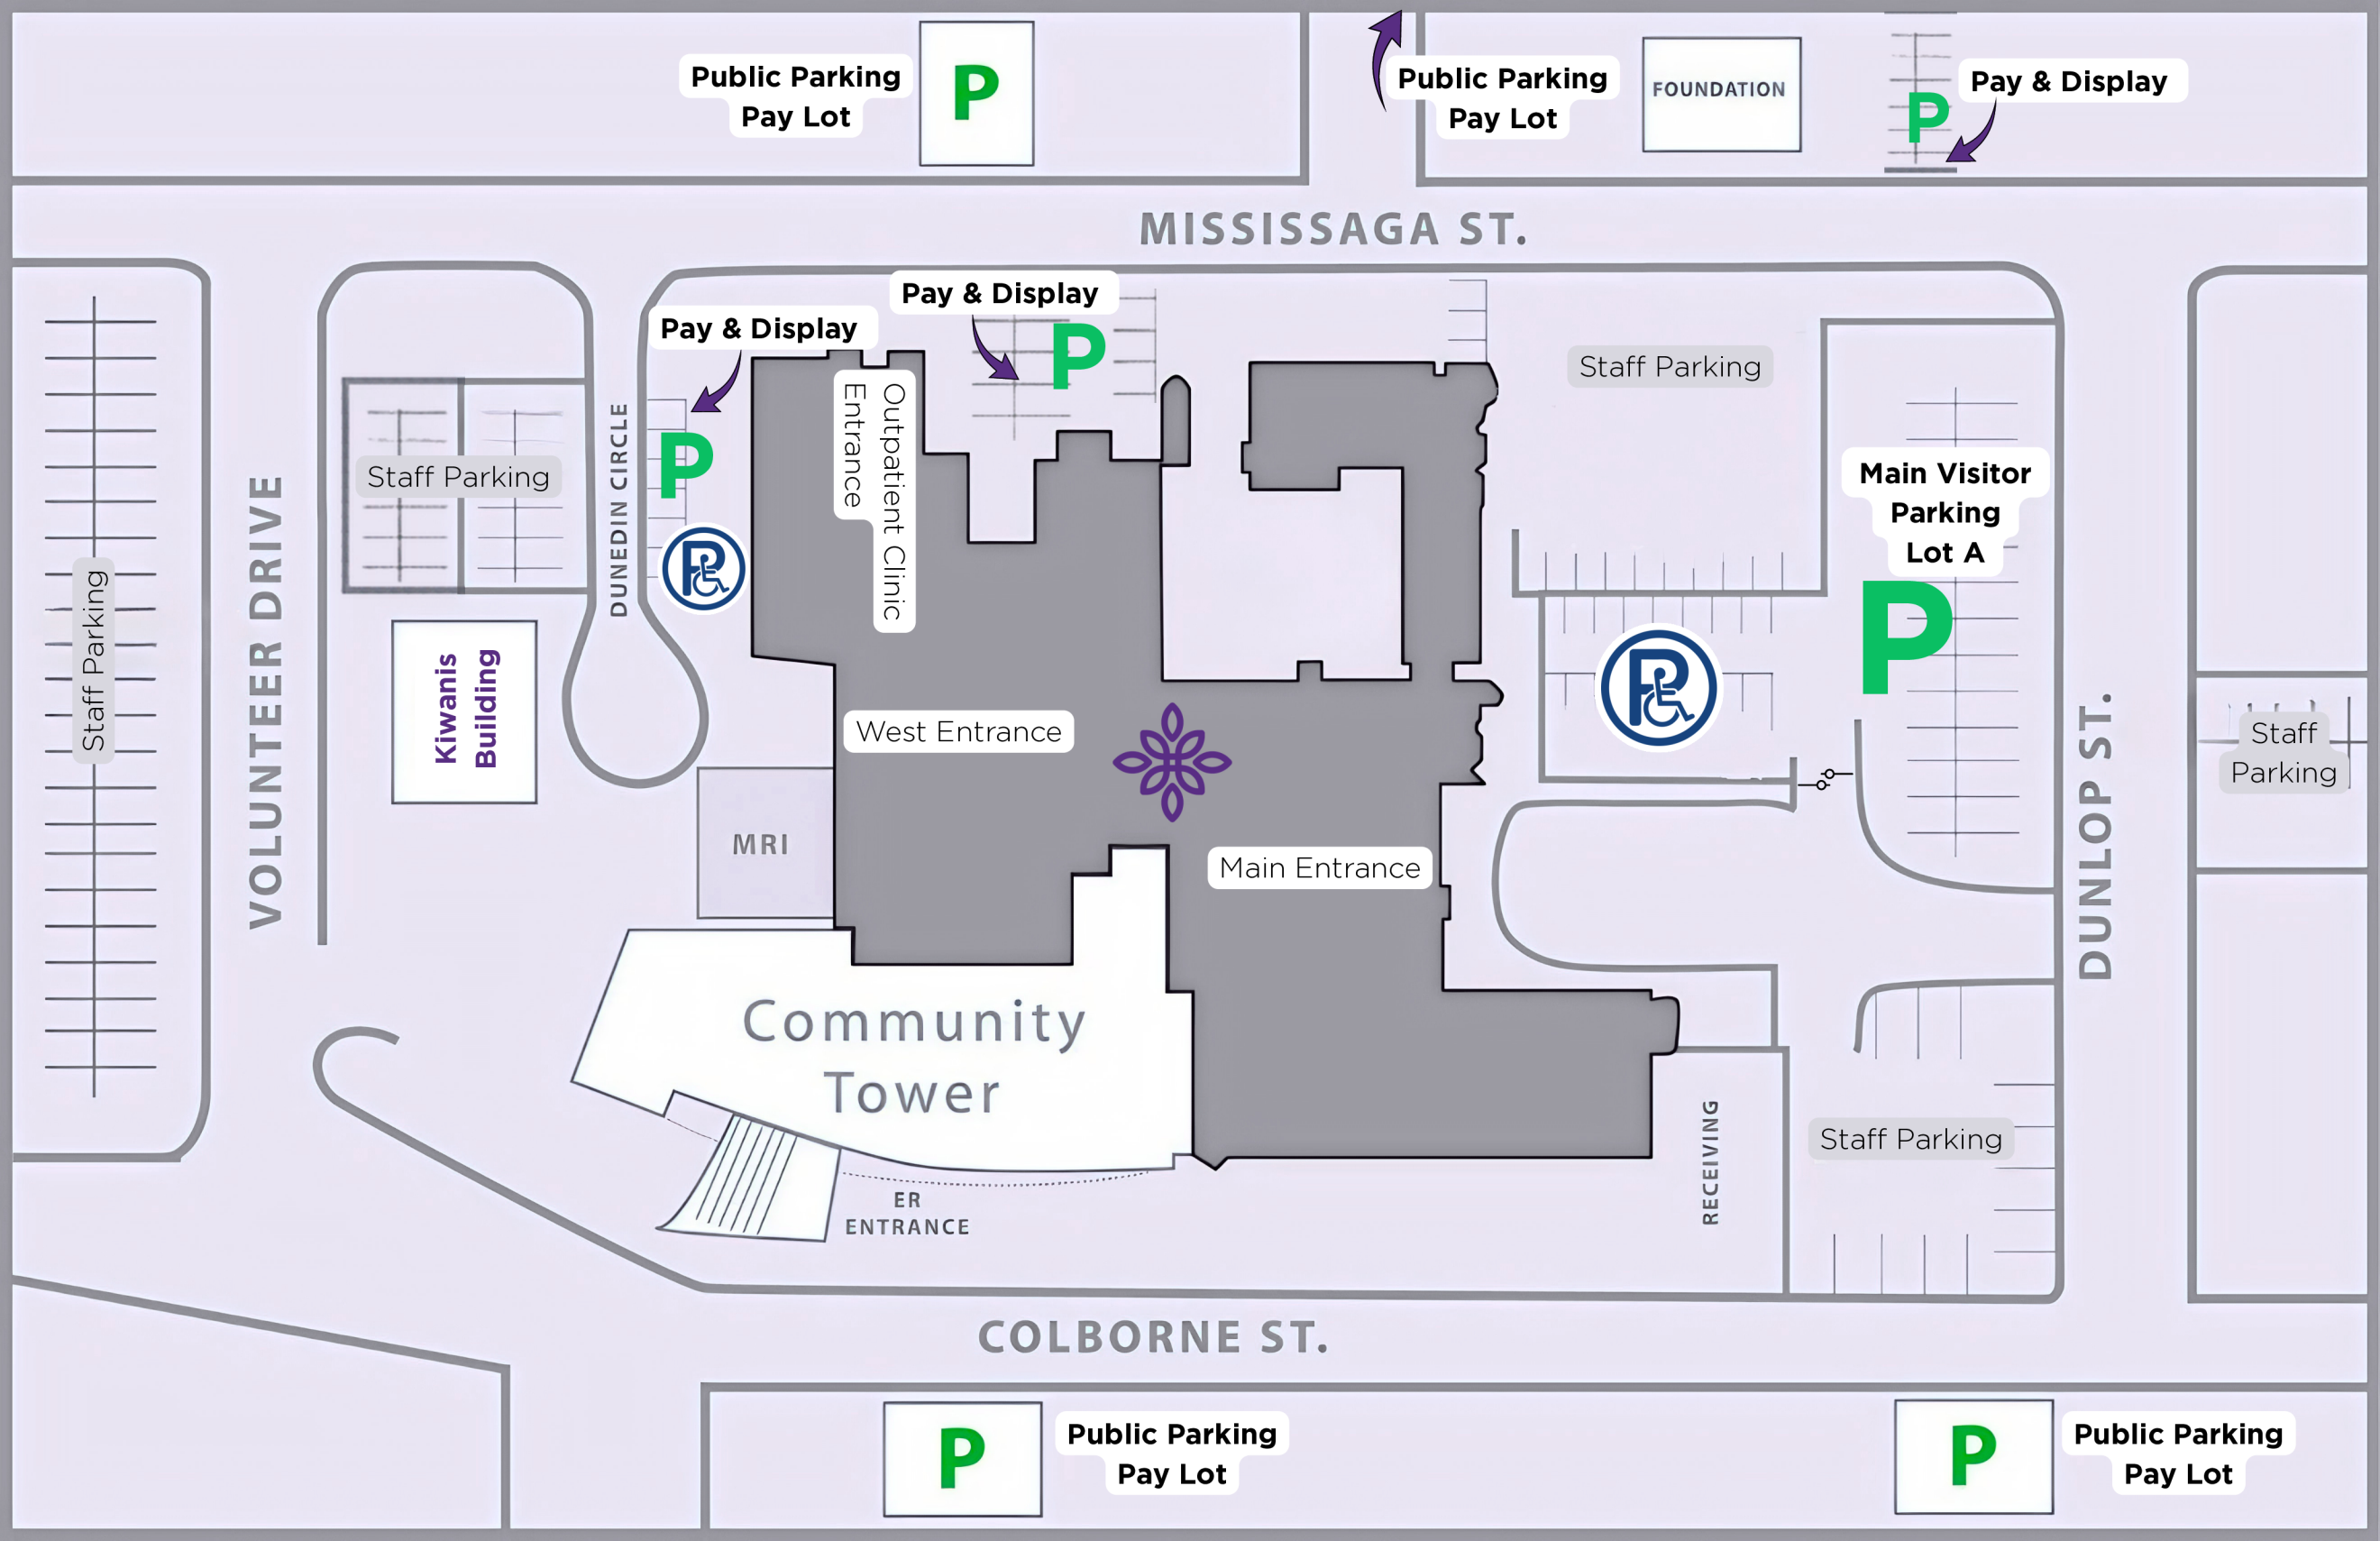 Public Parking
Pay Lot
P
Public Parking
Pay Lot
FOUNDATION
Pay & Display
P
MISSISSAGA ST.
Pay & Display
P
Pay & Display
P
Staff Parking
Outpatient Clinic
Entrance
Staff Parking
DUNEDIN CIRCLE
P
Main Visitor
Parking
Lot A
P
P
Staff Parking
VOLUNTEER DRIVE
Kiwanis
Building
West Entrance
MRI
Main Entrance
DUNLOP ST.
Staff
Parking
Community
Tower
ER
ENTRANCE
RECEIVING
Staff Parking
COLBORNE ST.
P
Public Parking
Pay Lot
P
Public Parking
Pay Lot